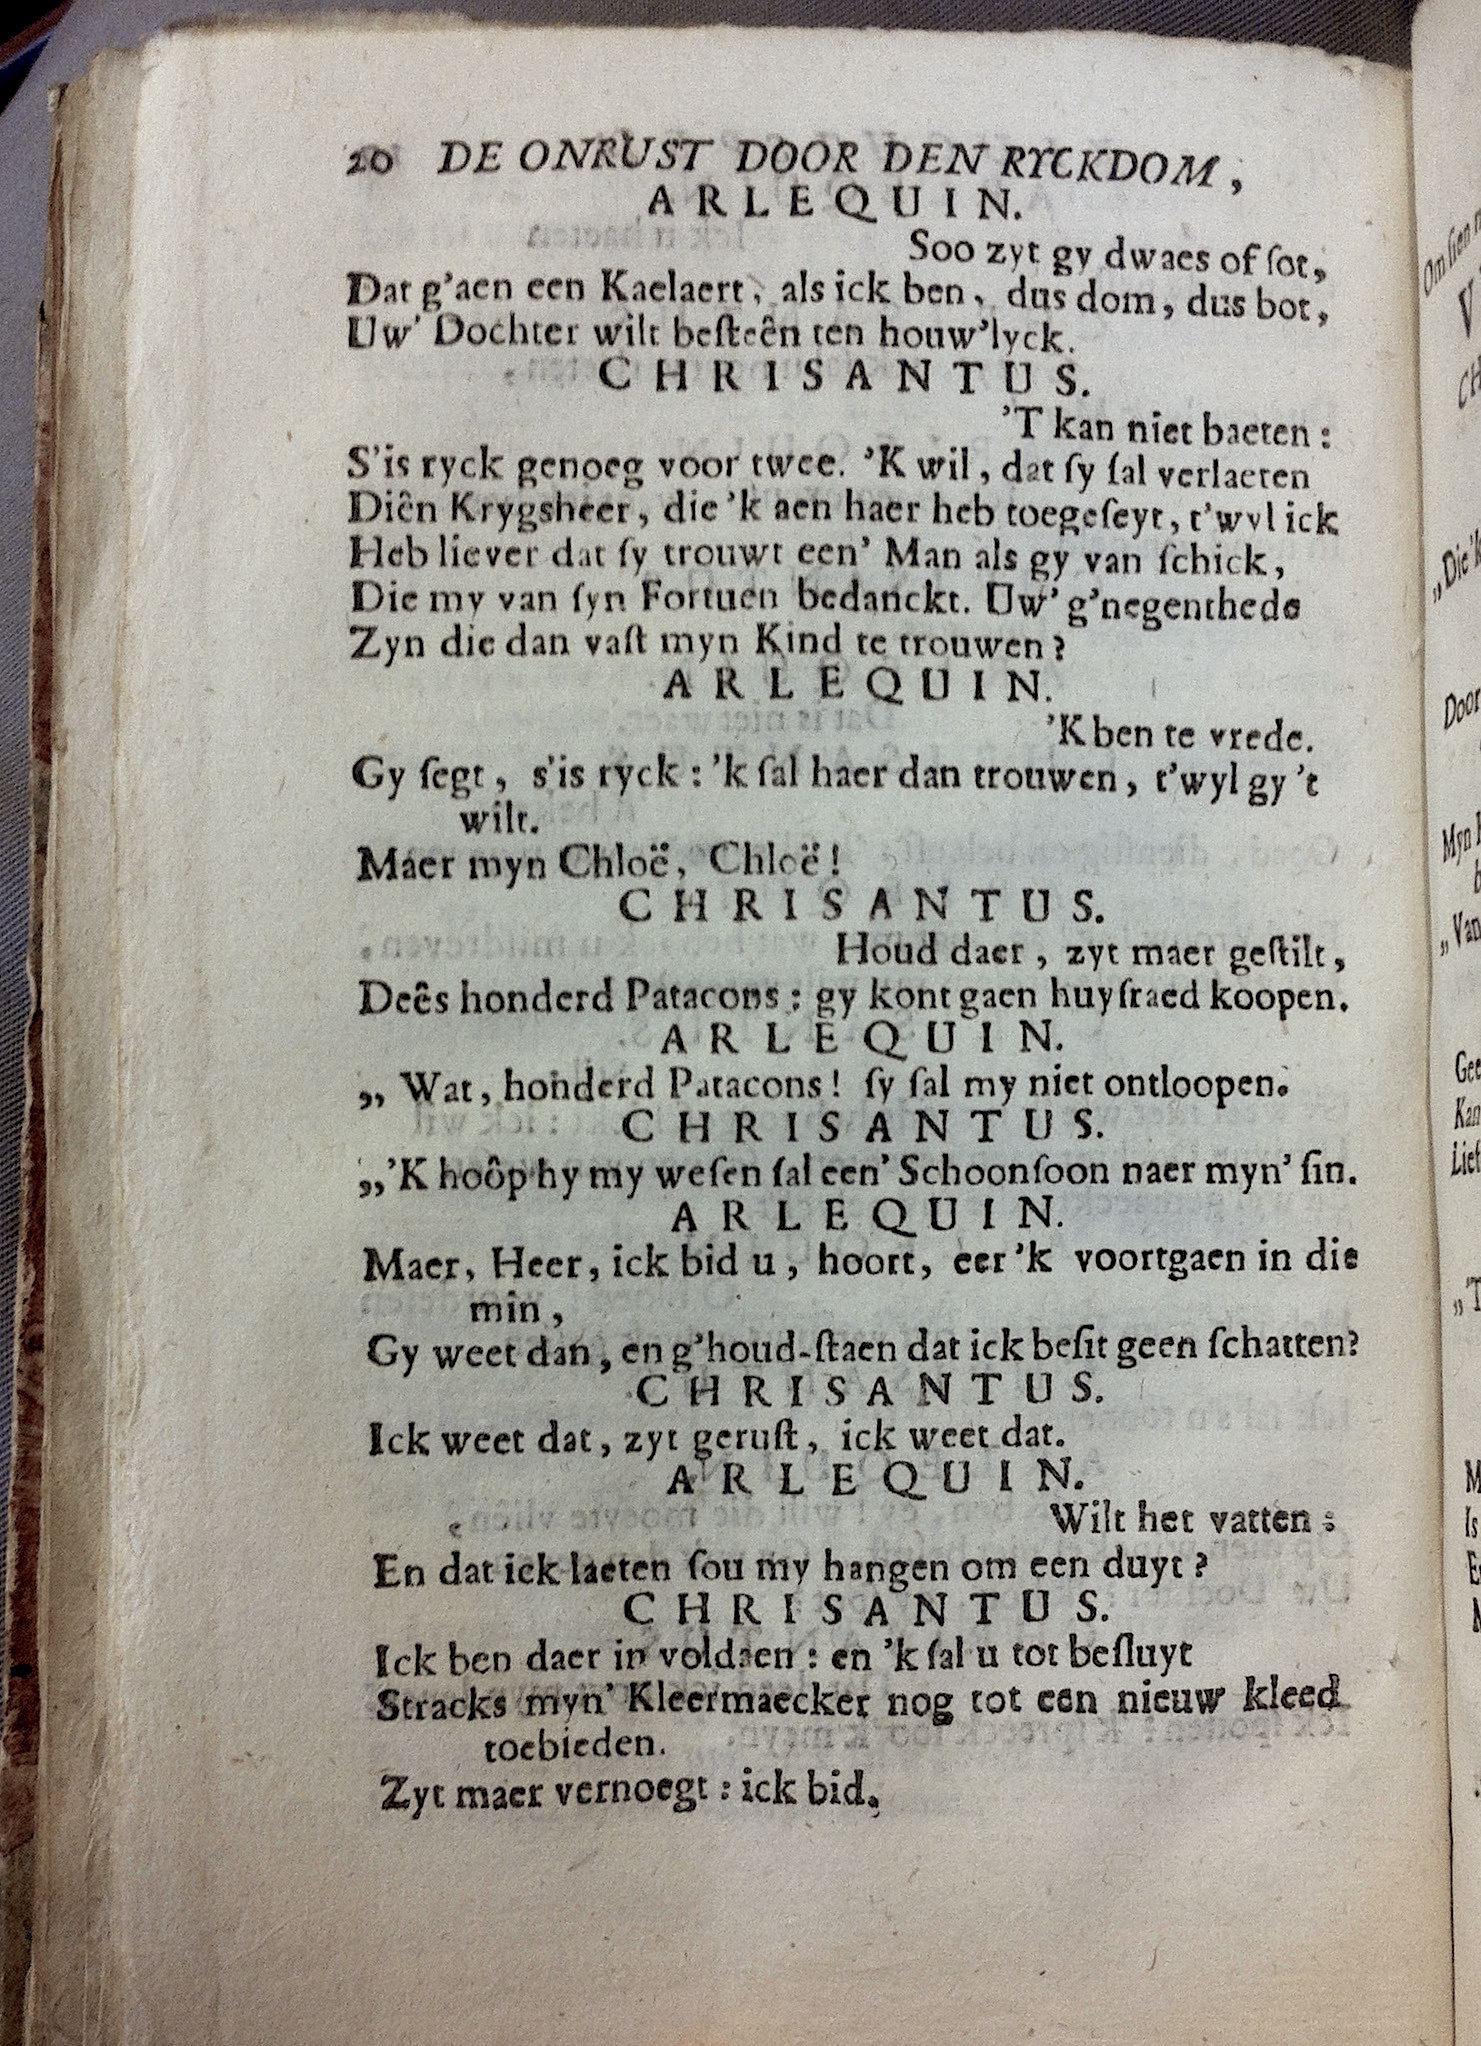 20 DE ONRUST DOOR DEN RYCKDOM,
ARLEQUIN.
Soo zyt gy dwaes of ſot,
Dat g'aen een Kaelaert, als ick ben, dus dom, dus bot,
Uw' Dochter wilt beſteên ten houw'lyck.
CHRISANTUS.
'T kan niet baeten:
S'is ryck genoeg voor twee. 'K wil, dat ſy ſal verlaeten
Diên Krygsheer, die 'k aen haer heb toegeſeyt, t'wyl ick
Heb liever dat ſy trouwt een' Man als gy van ſchick,
Die my van ſyn Fortuen bedanckt. Uw' g'negenthede
Zyn die dan vaſt myn Kind te trouwen?
ARLEQUIN.
'K ben te vrede.
Gy ſegt, s'is ryck: 'k ſal haer dan trouwen, t'wyl gy 't
wilt.
Maer myn Chloë, Chloë!
CHRISANTUS.
Houd daer, zyt maer geſtilt,
Deês honderd Patacons: gy kont gaen huyſraed koopen.
ARLEQUIN.
„ Wat, honderd Patacons! ſy ſal my niet ontloopen.
CHRISANTUS.
„'K hoôp hy my weſen ſal een' Schoonſoon naer myn' ſin.
ARLEQUIN.
Maer, Heer, ick bid u, hoort, eer 'k voortgaen in die
min,
Gy weet dan, en g'houd-ſtaen dat ick beſit geen ſchatten?
CHRISANTUS.
Ick weet dat, zyt geruſt, ick weet dat.
ARLEQUIN.
Wilt het vatten:
En dat ick laeten ſou my hangen om een duyt?
CHRISANTUS.
Ick ben daer in voldaen: en 'k ſal u tot beſluyt
Stracks myn' Kleermaecker nog tot een nieuw kleed
toebieden.
Zyt maer vernoegt: ick bid.